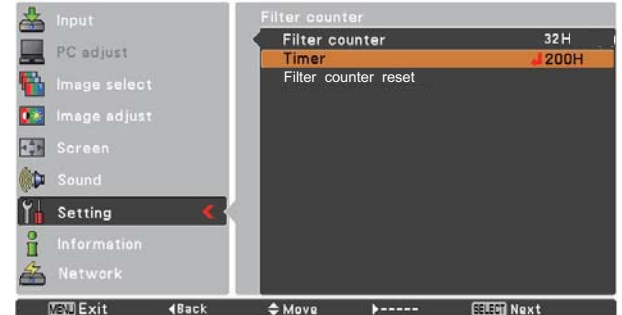 Input
PC adjust
Image select
Image adjust
Screen
Sound
Setting
Information
Network
Filter counter
Filter counter 32H
Timer 200H
Filter counter reset
MENU Exit Back Move ----- SELECT Next